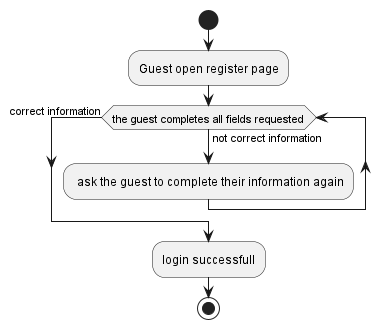 Guest open register page
correct information
the guest completes all fields requested
not correct information
ask the guest to complete their information again
login successfull